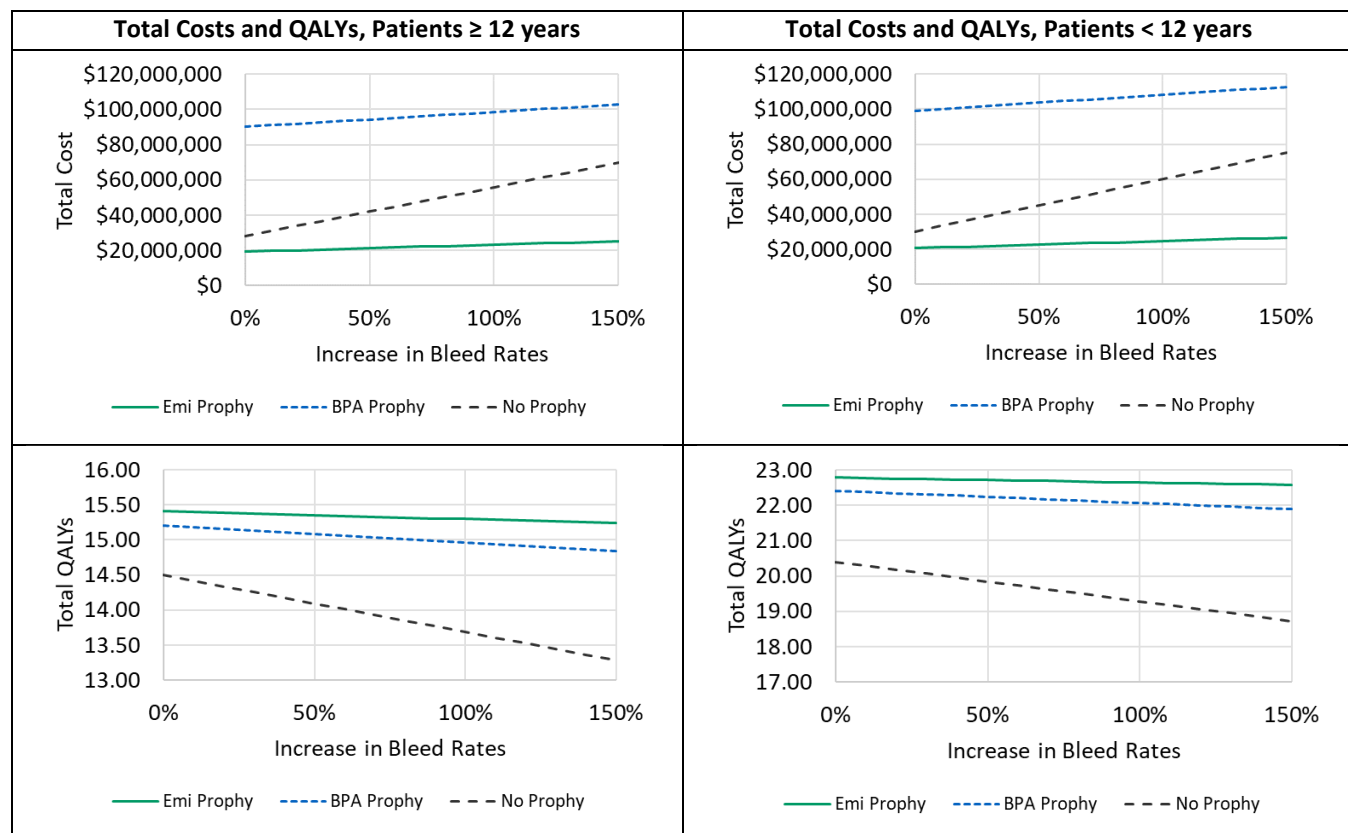 Total Costs and QALYs, Patients ≥ 12 years
Total Costs and QALYs, Patients < 12 years
$120,000,000
$100,000,000
$80,000,000
$60,000,000
$40,000,000
$20,000,000
$0
Total Cost
0% 50% 100% 150%
Increase in Bleed Rates
Emi Prophy BPA Prophy No Prophy
$120,000,000
$100,000,000
$80,000,000
$60,000,000
$40,000,000
$20,000,000
$0
Total Cost
0% 50% 100% 150%
Increase in Bleed Rates
Emi Prophy BPA Prophy No Prophy
16.00
15.50
15.00
14.50
14.00
13.50
13.00
Total QALYs
0% 50% 100% 150%
Increase in Bleed Rates
Emi Prophy BPA Prophy No Prophy
23.00
22.00
21.00
20.00
19.00
18.00
17.00
Total QALYs
0% 50% 100% 150%
Increase in Bleed Rates
Emi Prophy BPA Prophy No Prophy